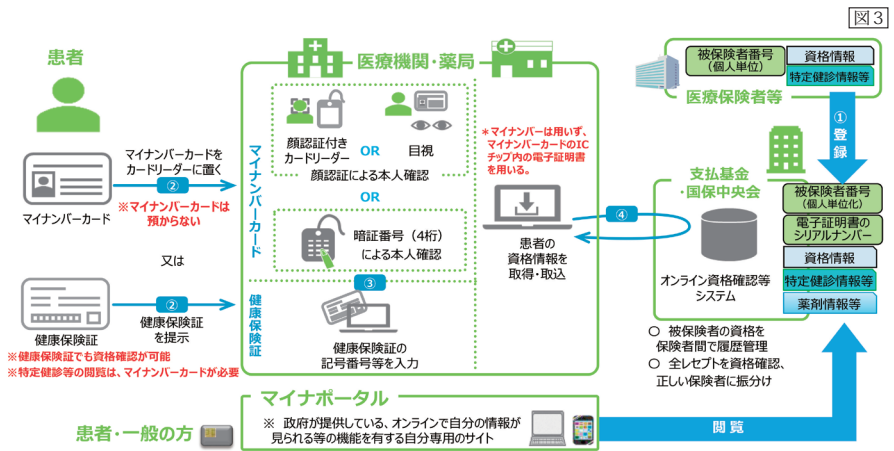 図３
患者
マイナンバーカードを
カードリーダーに置く
②
※マイナンバーカードは
預からない
マイナンバーカード
又は
②
健康保険証
を提示
健康保険証
※健康保険証でも資格確認が可能
※特定健診等の閲覧は、マイナンバーカードが必要
医療機関・薬局
マイナンバーカード
顔認証付き
カードリーダー
OR
目視
顔認証による本人確認
OR
暗証番号（4桁）
による本人確認
③
健康保険証
健康保険証の
記号番号等を入力
＊マイナンバーは用いず、
マイナンバーカードのIC
チップ内の電子証明書
を用いる。
患者の
資格情報を
取得・取込
④
被保険者番号
（個人単位）
資格情報
特定健診情報等
医療保険者等
①登録
支払基金
・国保中央会
オンライン資格確認等
システム
被保険者番号
（個人単位化）
電子証明書の
シリアルナンバー
資格情報
特定健診情報等
薬剤情報等
〇 被保険者の資格を
保険者間で履歴管理
〇 全レセプトを資格確認、
正しい保険者に振分け
患者・一般の方
マイナポータル
※ 政府が提供している、オンラインで自分の情報が
見られる等の機能を有する自分専用のサイト
閲覧